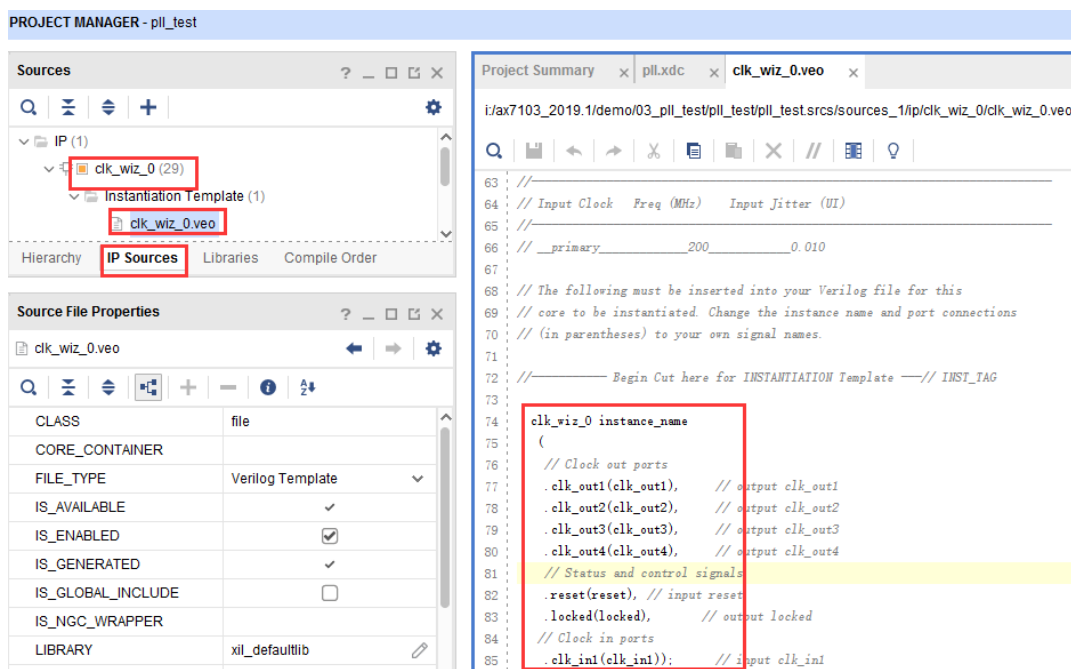 PROJECT MANAGER - pll_test
Sources
IP (1)
clk_wiz_0 (29)
Instantiation Template (1)
clk_wiz_0.veo
Hierarchy IP Sources Libraries Compile Order
Source File Properties
clk_wiz_0.veo
CLASS file
CORE_CONTAINER
FILE_TYPE Verilog Template
IS_AVAILABLE
IS_ENABLED
IS_GENERATED
IS_GLOBAL_INCLUDE
IS_NGC_WRAPPER
LIBRARY xil_defaultlib
Project Summary pll.xdc clk_wiz_0.veo
i:/ax7103_2019.1/demo/03_pll_test/pll_test/pll_test.srcs/sources_1/ip/clk_wiz_0/clk_wiz_0.veo
63 //----------------------------------------------------------------------------
64 // Input Clock Freq (MHz) Input Jitter (UI)
65 //----------------------------------------------------------------------------
66 // __primary_____________200____________0.010
67
68 // The following must be inserted into your Verilog file for this
69 // core to be instantiated. Change the instance name and port connections
70 // (in parentheses) to your own signal names.
71
72 //----------- Begin Cut here for INSTANTIATION Template ---// INST_TAG
73
74 clk_wiz_0 instance_name
75 (
76 // Clock out ports
77 .clk_out1(clk_out1), // output clk_out1
78 .clk_out2(clk_out2), // output clk_out2
79 .clk_out3(clk_out3), // output clk_out3
80 .clk_out4(clk_out4), // output clk_out4
81 // Status and control signals
82 .reset(reset), // input reset
83 .locked(locked), // output locked
84 // Clock in ports
85 .clk_in1(clk_in1)); // input clk_in1